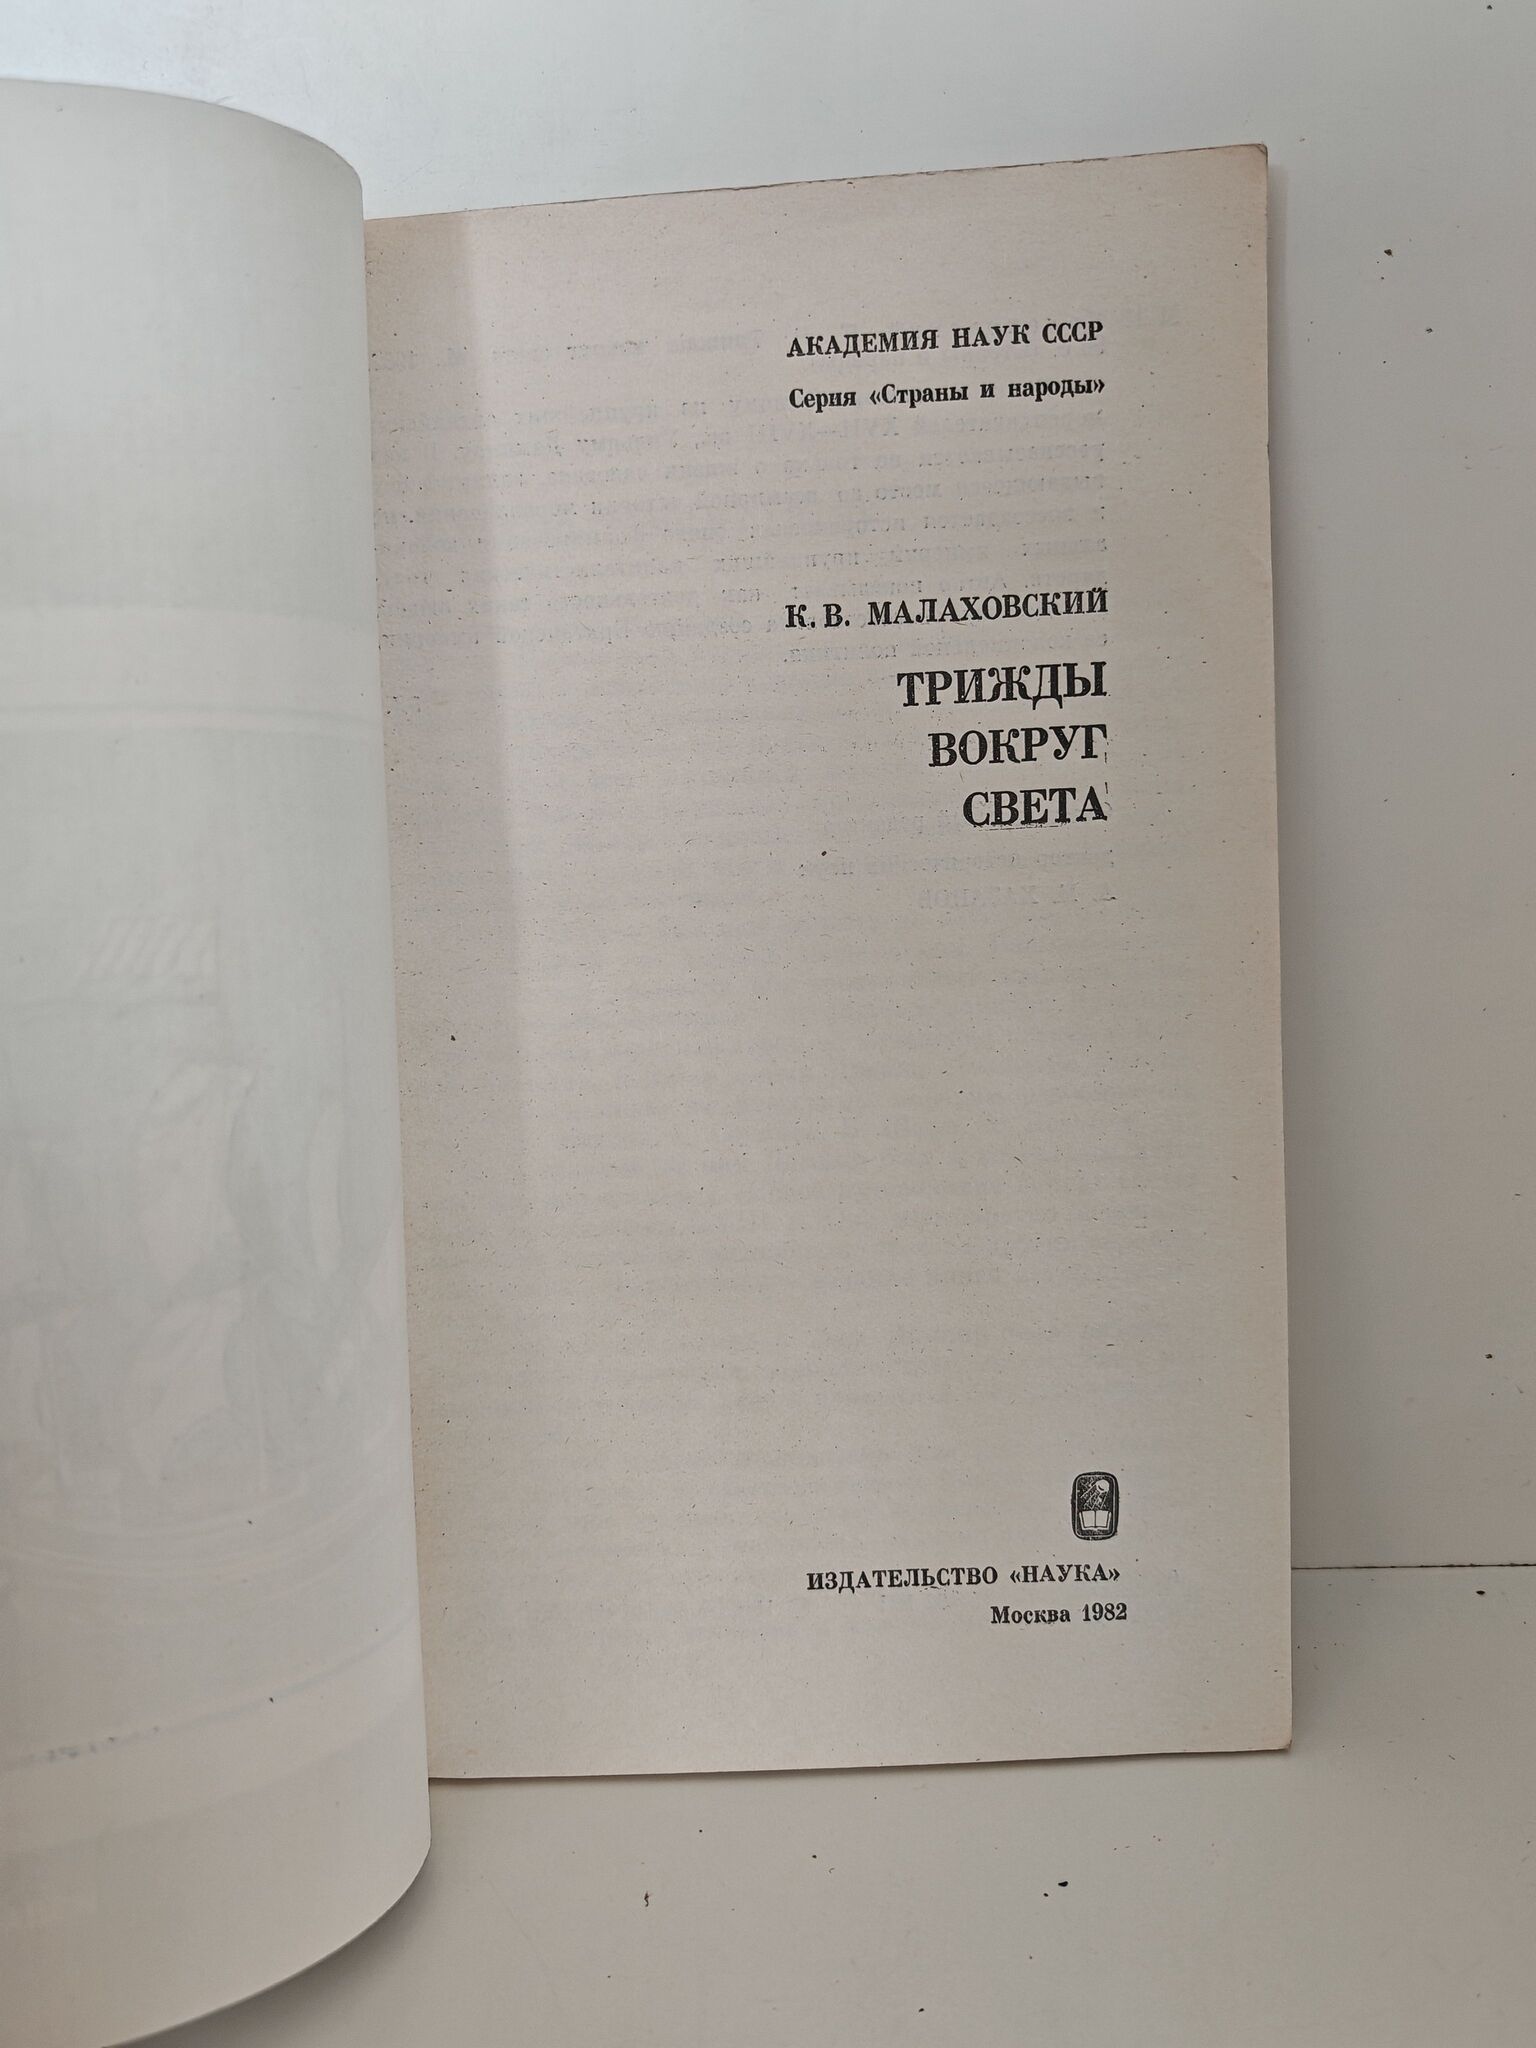 АКАДЕМИЯ НАУК СССР
Серия «Страны и народы»
К. В. МАЛАХОВСКИЙ
ТРИЖДЫ
ВОКРУГ
СВЕТА
ИЗДАТЕЛЬСТВО «НАУКА»
Москва 1982